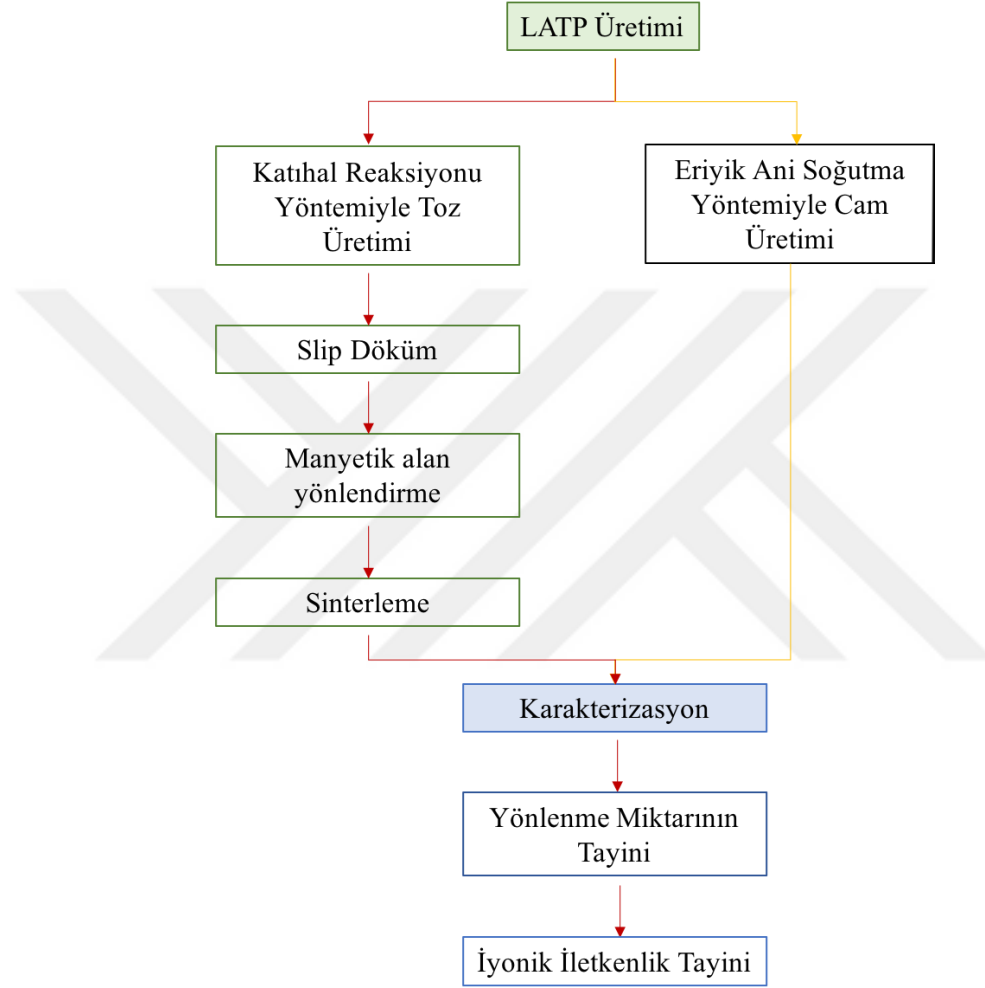 LATP Üretimi
Katıhal Reaksiyonu
Yöntemiyle Toz
Üretimi
Eriyik Ani Soğutma
Yöntemiyle Cam
Üretimi
Slip Döküm
Manyetik alan
yönlendirme
Sinterleme
Karakterizasyon
Yönlenme Miktarının
Tayini
İyonik İletkenlik Tayini